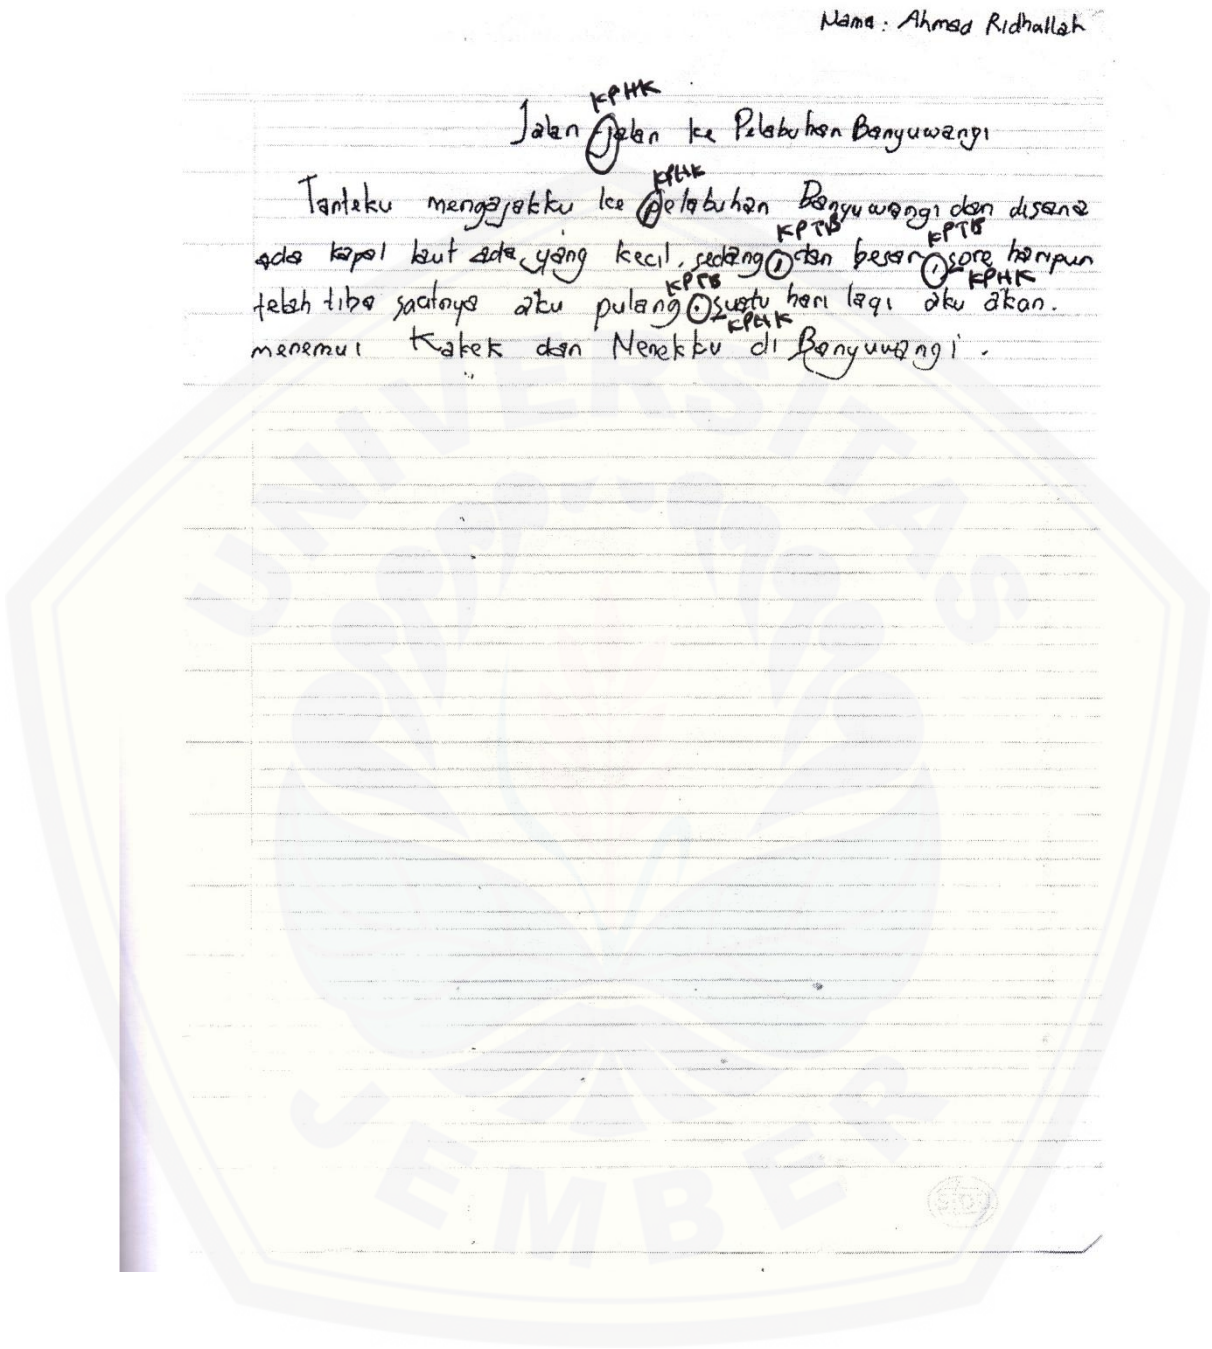 Nama : Ahmad Ridhallah
KPHK
Jalan-jalan ke Pelabuhan Banyuwangi
KPHK
Tanteku mengajakku ke pelabuhan Banyuwangi dan disana
KPTB KPTB
ada kapal laut ada, yang kecil, sedang, dan besar, sore haripun
KPTB KPHK
telah tiba saatnya aku pulang. suatu hari lagi aku akan.
KPHK
menemui Kakek dan Nenekku di Banyuwangi.
UNIVERSITAS
JEMBER